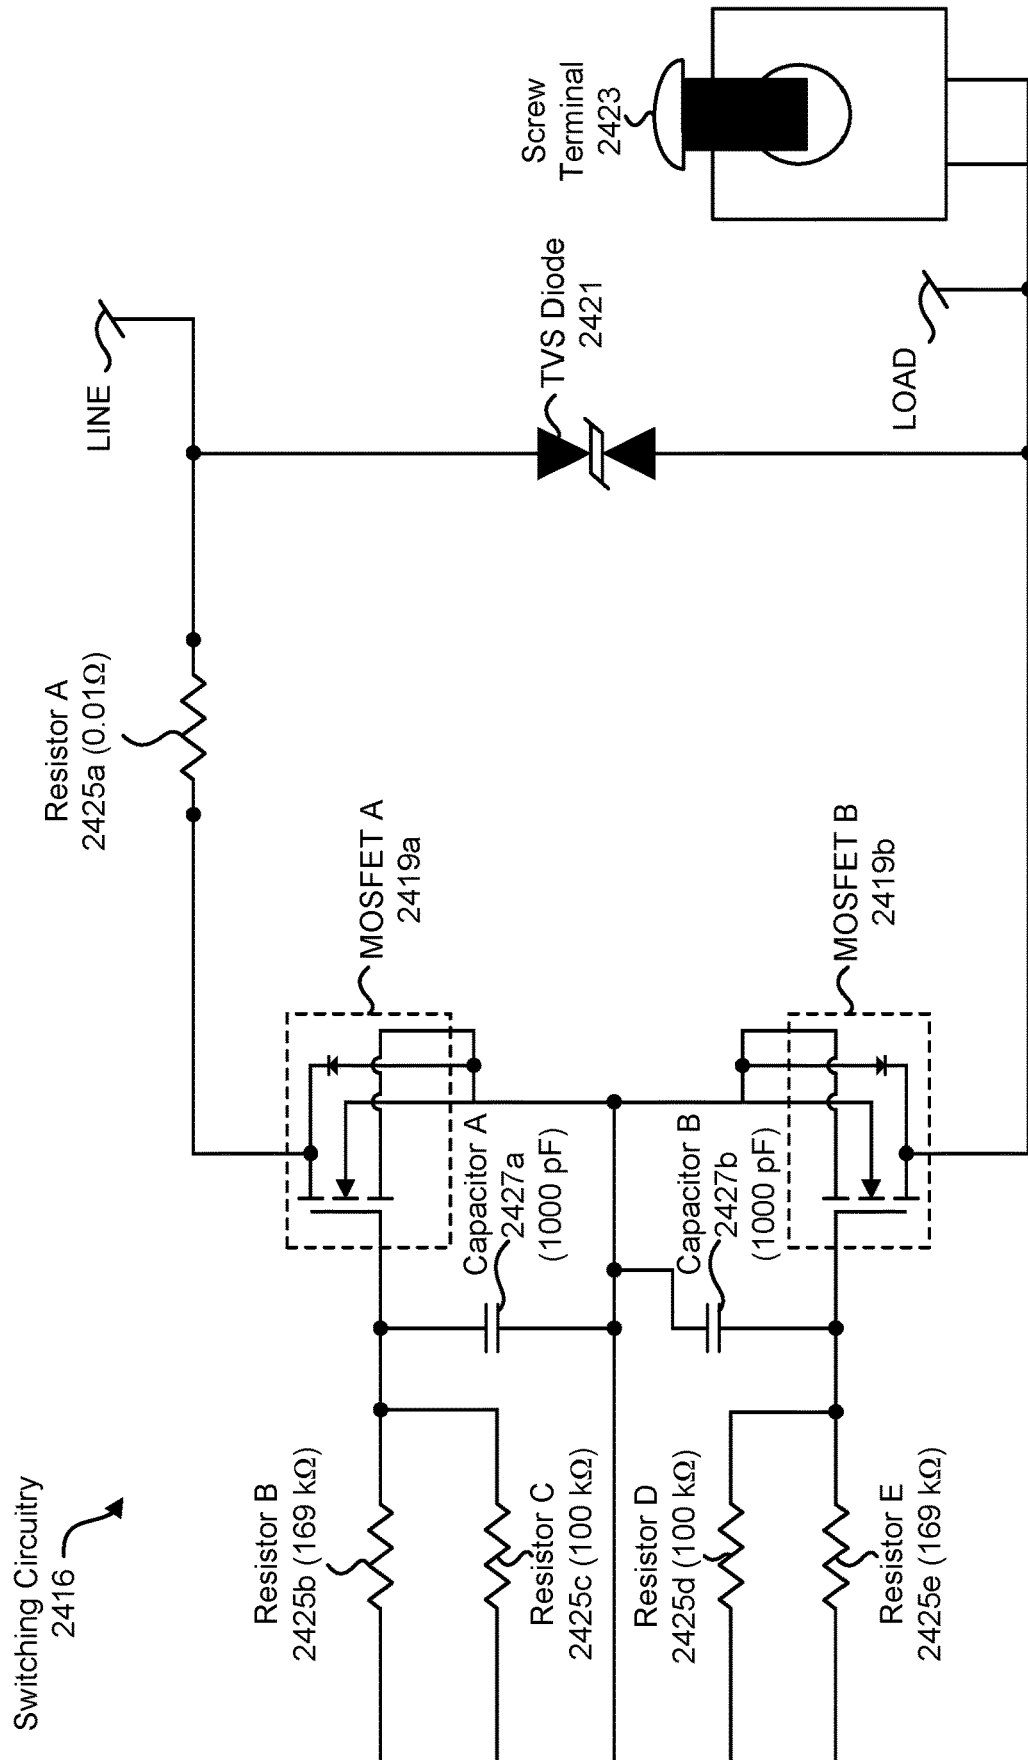 Switching Circuitry
2416
Resistor B
2425b (169 kΩ)
Resistor C
2425c (100 kΩ)
Resistor D
2425d (100 kΩ)
Resistor E
2425e (169 kΩ)
Capacitor A
2427a
(1000 pF)
Capacitor B
2427b
(1000 pF)
MOSFET A
2419a
MOSFET B
2419b
Resistor A
2425a (0.01Ω)
LINE
TVS Diode
2421
LOAD
Screw
Terminal
2423